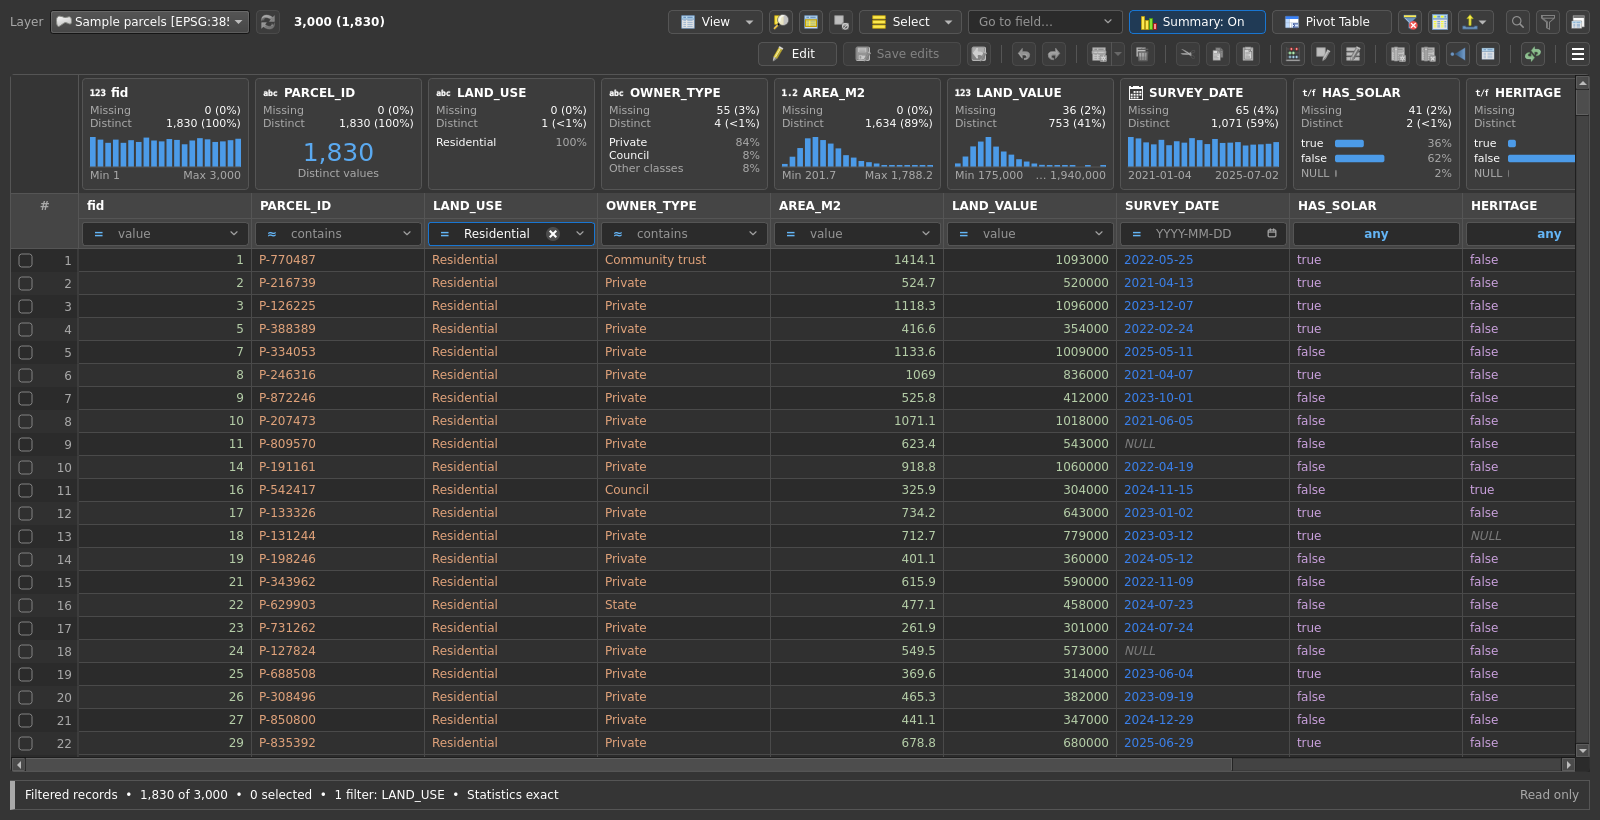 Layer Sample parcels [EPSG:38 3,000 (1,830) View Select Go to field... Summary: On Pivot Table
Edit Save edits
123 fid abc PARCEL_ID abc LAND_USE abc OWNER_TYPE 1.2 AREA_M2 123 LAND_VALUE SURVEY_DATE t/f HAS_SOLAR t/f HERITAGE
Missing 0 (0%) Missing 0 (0%) Missing 0 (0%) Missing 55 (3%) Missing 0 (0%) Missing 36 (2%) Missing 65 (4%) Missing 41 (2%) Missing
Distinct 1,830 (100%) Distinct 1,830 (100%) Distinct 1 (<1%) Distinct 4 (<1%) Distinct 1,634 (89%) Distinct 753 (41%) Distinct 1,071 (59%) Distinct 2 (<1%) Distinct
1,830 Residential 100% Private 84% true 36% true
Distinct values Council 8% false 62% false
Other classes 8% NULL 2% NULL
Min 1 Max 3,000 Min 201.7 Max 1,788.2 Min 175,000 ... 1,940,000 2021-01-04 2025-07-02
# fid PARCEL_ID LAND_USE OWNER_TYPE AREA_M2 LAND_VALUE SURVEY_DATE HAS_SOLAR HERITAGE
= value ≈ contains = Residential ≈ contains = value = value = YYYY-MM-DD any any
1 1 P-770487 Residential Community trust 1414.1 1093000 2022-05-25 true false
2 2 P-216739 Residential Private 524.7 520000 2021-04-13 true false
3 3 P-126225 Residential Private 1118.3 1096000 2023-12-07 true false
4 5 P-388389 Residential Private 416.6 354000 2022-02-24 true false
5 7 P-334053 Residential Private 1133.6 1009000 2025-05-11 false false
6 8 P-246316 Residential Private 1069 836000 2021-04-07 true false
7 9 P-872246 Residential Private 525.8 412000 2023-10-01 false false
8 10 P-207473 Residential Private 1071.1 1018000 2021-06-05 false false
9 11 P-809570 Residential Private 623.4 543000 NULL false false
10 14 P-191161 Residential Private 918.8 1060000 2022-04-19 false false
11 16 P-542417 Residential Council 325.9 304000 2024-11-15 false true
12 17 P-133326 Residential Private 734.2 643000 2023-01-02 true false
13 18 P-131244 Residential Private 712.7 779000 2023-03-12 true NULL
14 19 P-198246 Residential Private 401.1 360000 2024-05-12 false false
15 21 P-343962 Residential Private 615.9 590000 2022-11-09 false false
16 22 P-629903 Residential State 477.1 458000 2024-07-23 false false
17 23 P-731262 Residential Private 261.9 301000 2024-07-24 true false
18 24 P-127824 Residential Private 549.5 573000 NULL false false
19 25 P-688508 Residential Private 369.6 314000 2023-06-04 true false
20 26 P-308496 Residential Private 465.3 382000 2023-09-19 false false
21 27 P-850800 Residential Private 441.1 347000 2024-12-29 false false
22 29 P-835392 Residential Private 678.8 680000 2025-06-29 true false
Filtered records • 1,830 of 3,000 • 0 selected • 1 filter: LAND_USE • Statistics exact Read only